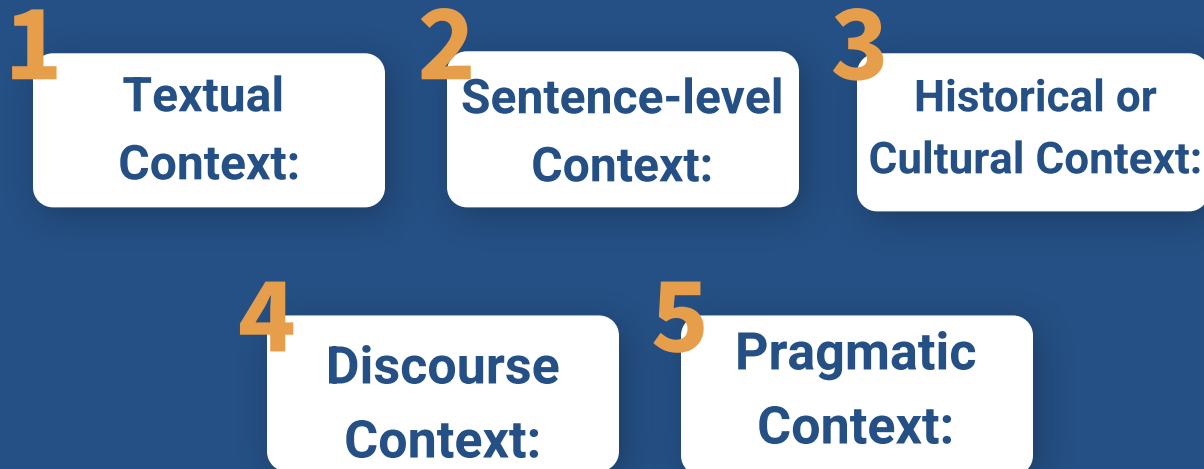 1
Textual
Context:
2
Sentence-level
Context:
3
Historical or
Cultural Context:
4
Discourse
Context:
5
Pragmatic
Context: